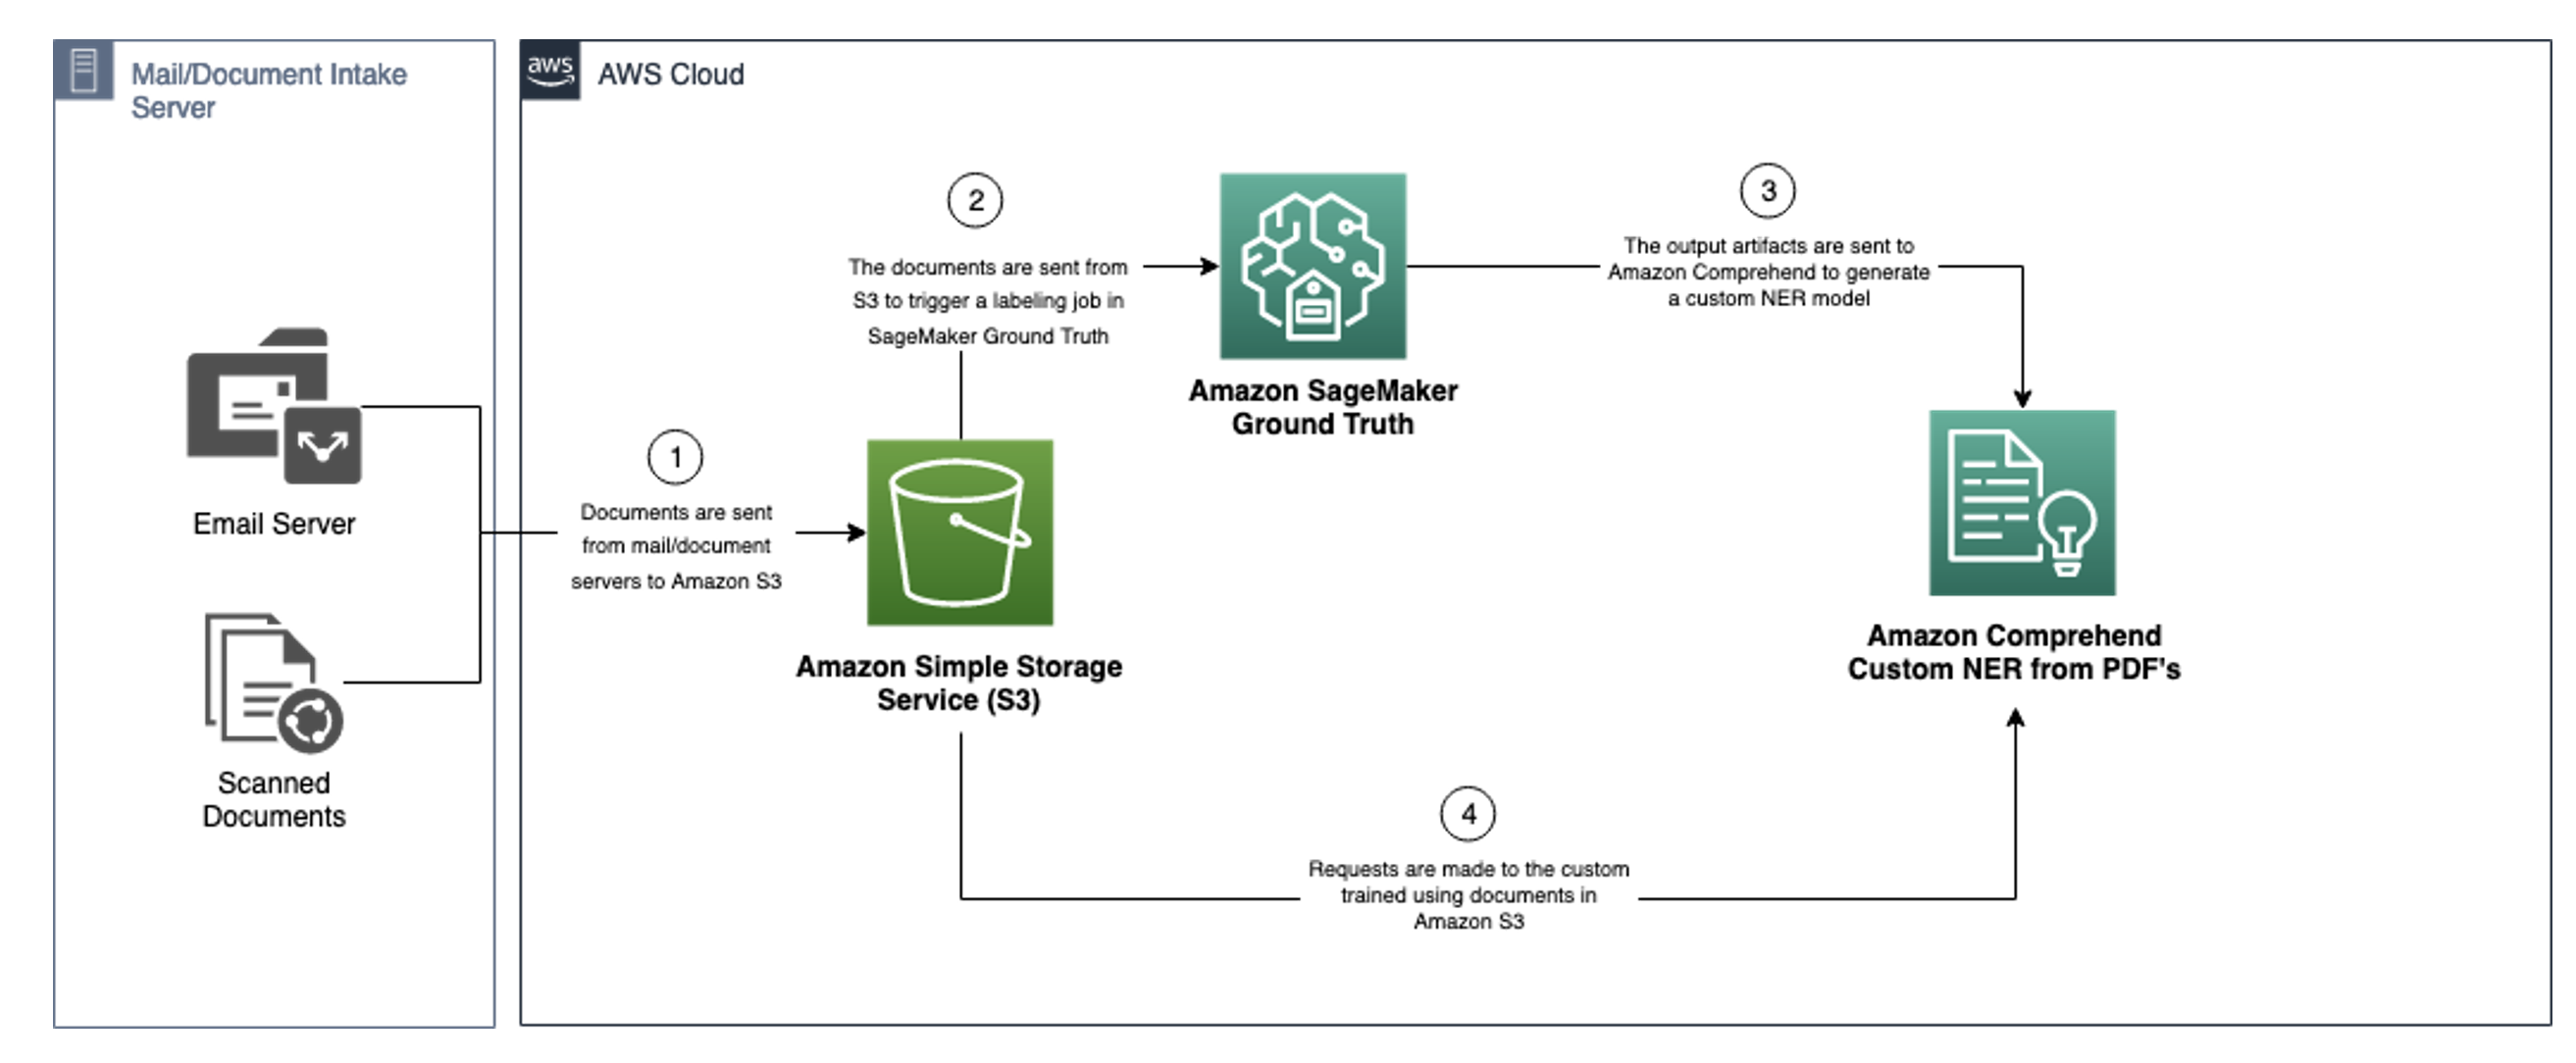 Mail/Document Intake
Server
Email Server
Scanned
Documents
aws
AWS Cloud
1
Documents are sent
from mail/document
servers to Amazon S3
Amazon Simple Storage
Service (S3)
2
The documents are sent from
S3 to trigger a labeling job in
SageMaker Ground Truth
Amazon SageMaker
Ground Truth
3
The output artifacts are sent to
Amazon Comprehend to generate
a custom NER model
Amazon Comprehend
Custom NER from PDF's
4
Requests are made to the custom
trained using documents in
Amazon S3